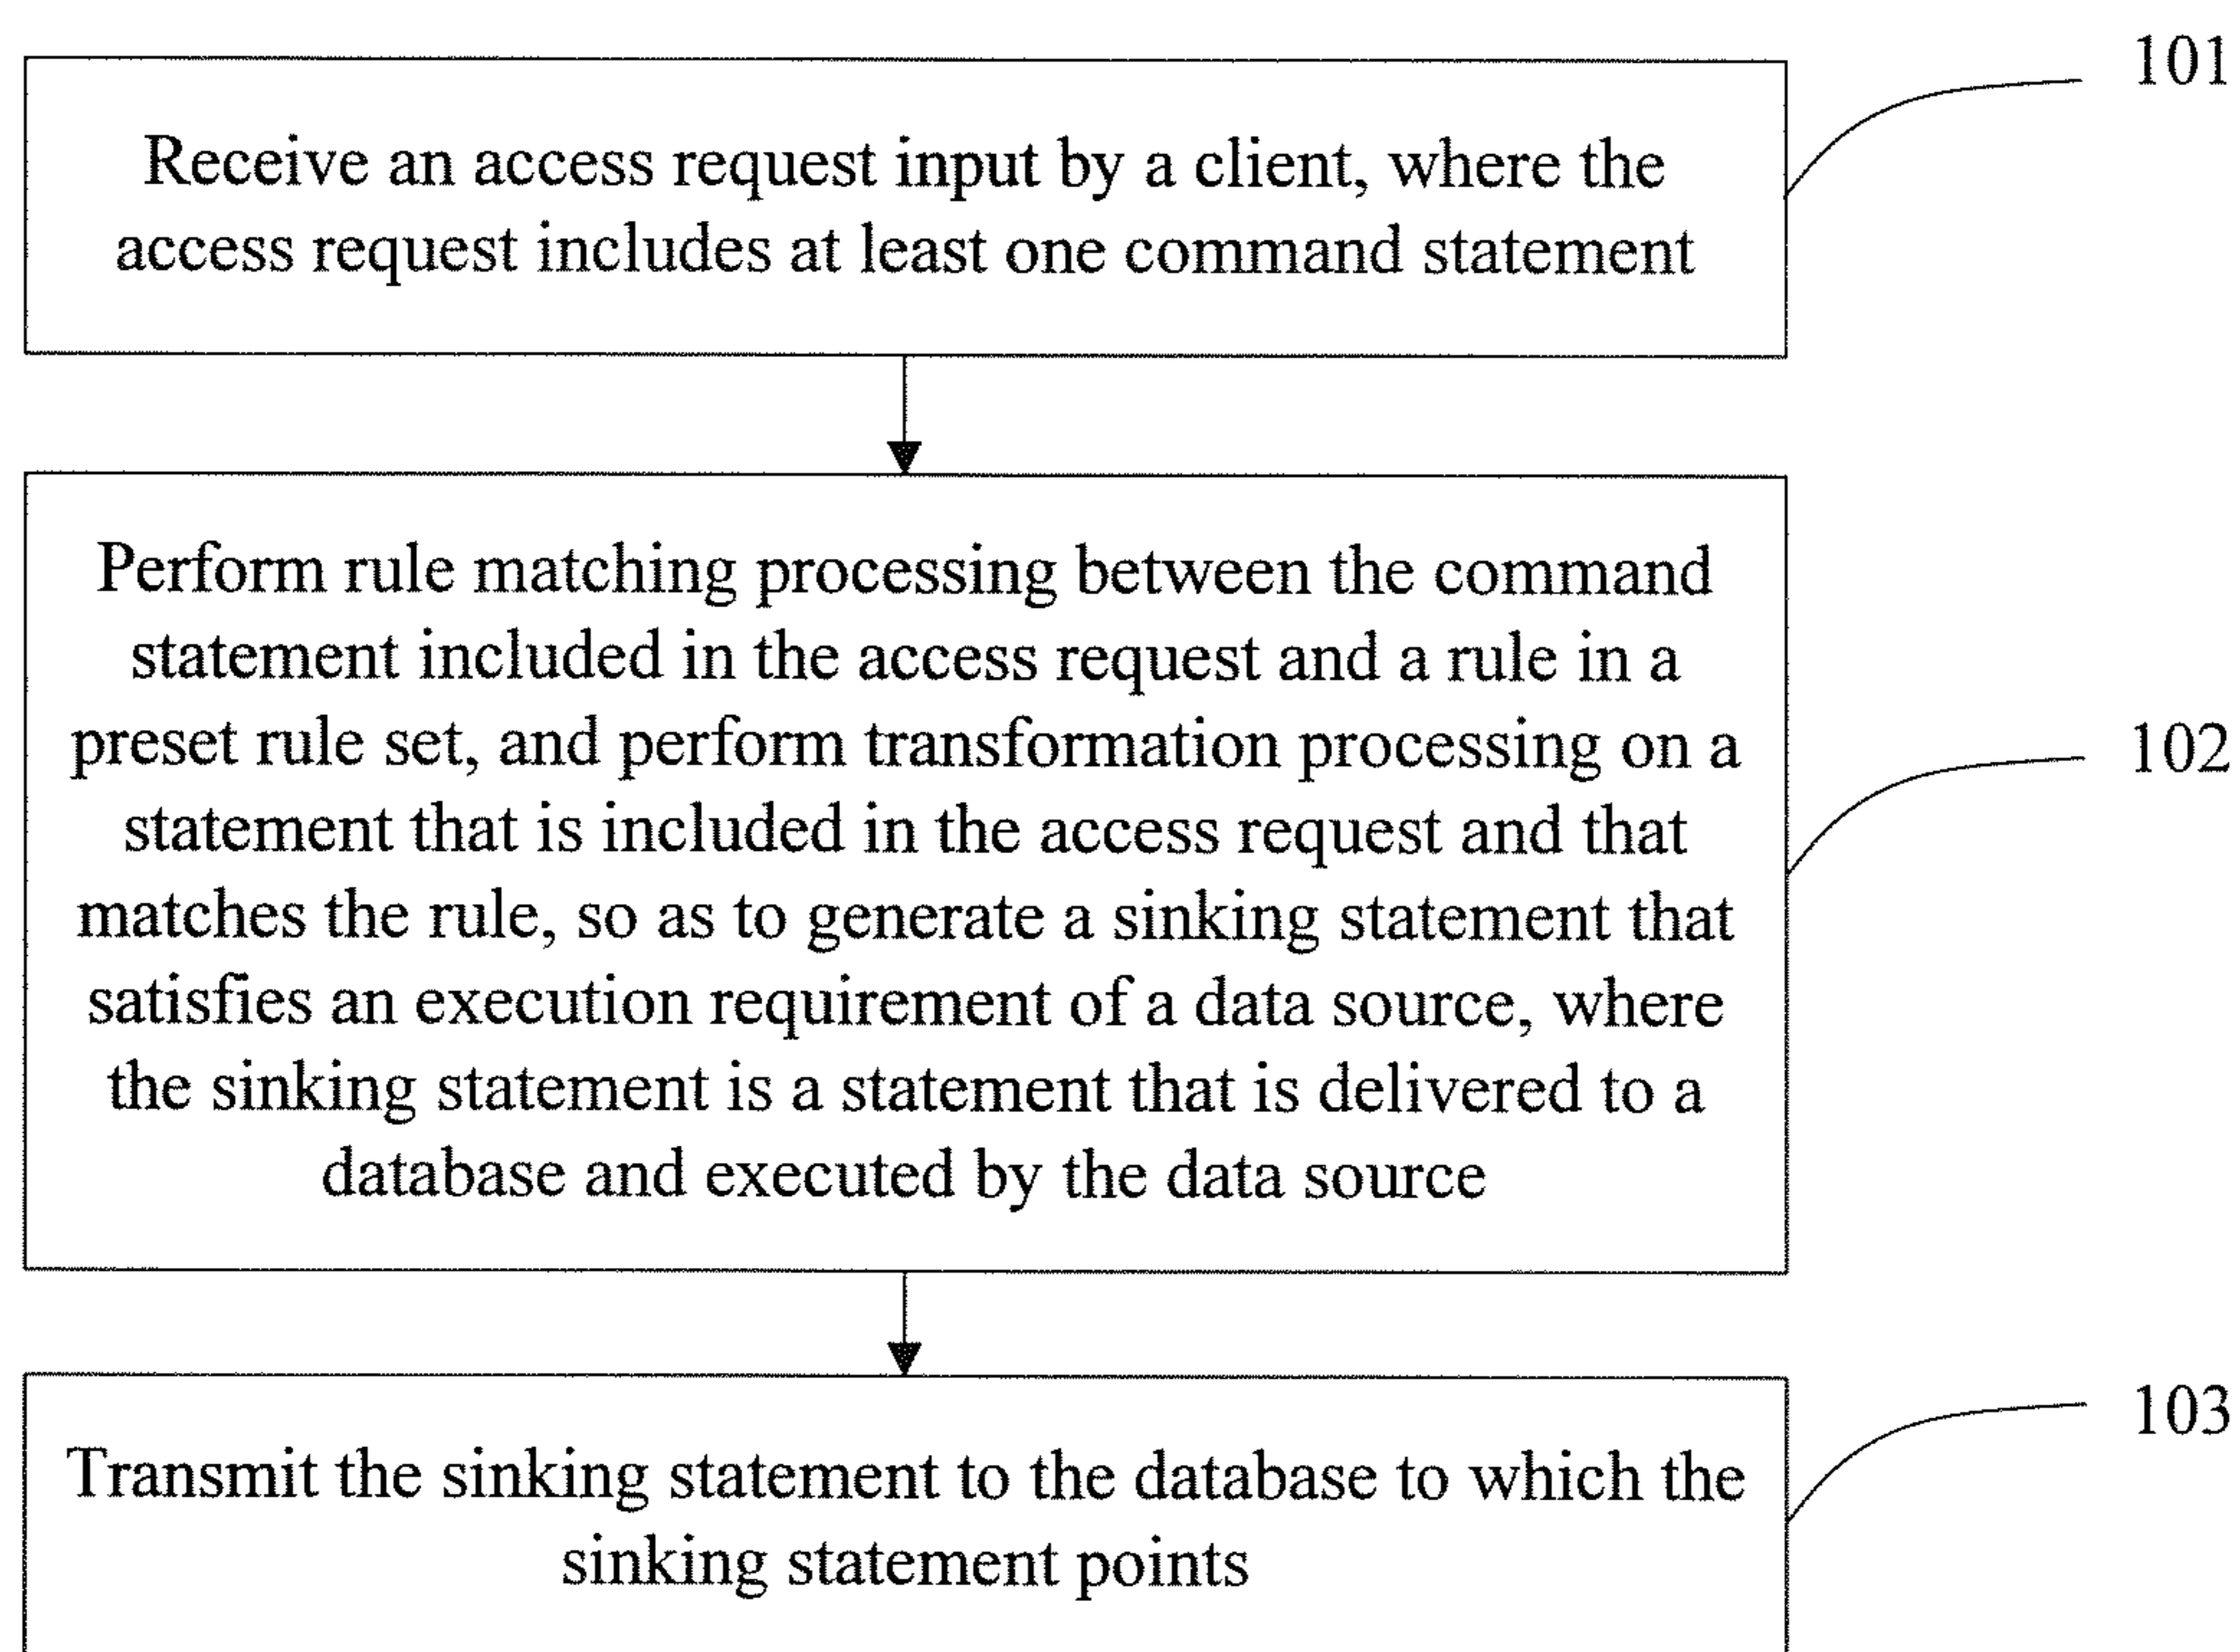 101
Receive an access request input by a client, where the
access request includes at least one command statement
Perform rule matching processing between the command
statement included in the access request and a rule in a
preset rule set, and perform transformation processing on a
102
statement that is included in the access request and that
matches the rule, so as to generate a sinking statement that
satisfies an execution requirement of a data source, where
the sinking statement is a statement that is delivered to a
database and executed by the data source
103
Transmit the sinking statement to the database to which the
sinking statement points